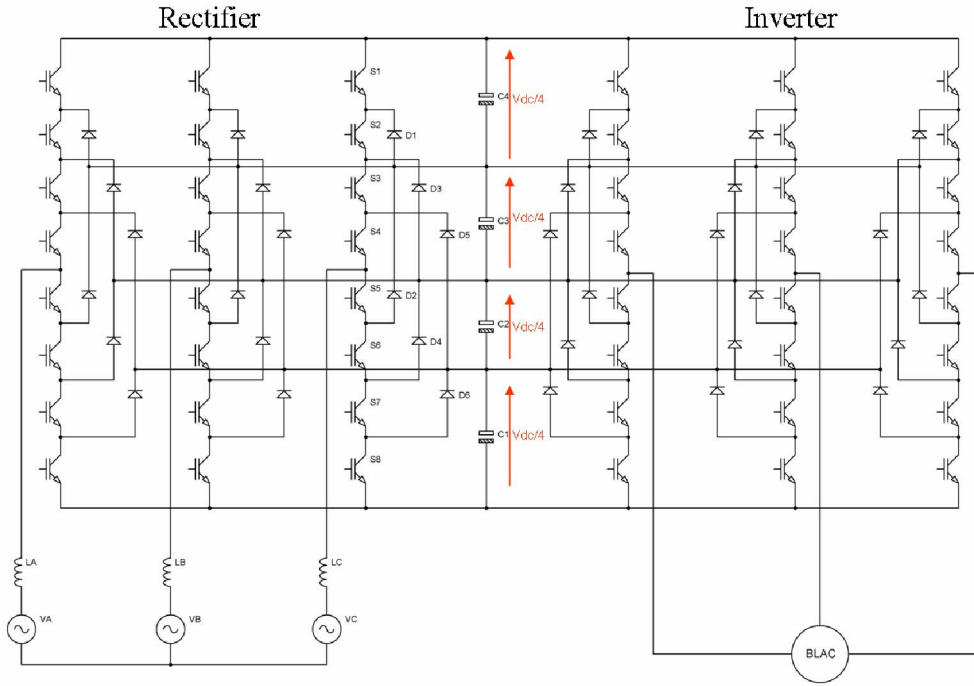 Rectifier
Inverter
S1
S2
S3
S4
S5
S6
S7
S8
D1
D3
D5
D2
D4
D6
C4
C3
C2
C1
Vdc/4
Vdc/4
Vdc/4
Vdc/4
LA
LB
LC
VA
VB
VC
BLAC